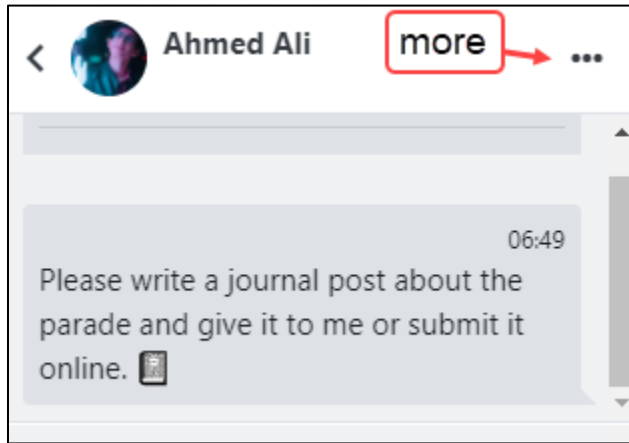 Ahmed Ali
more
06:49
Please write a journal post about the
parade and give it to me or submit it
online.